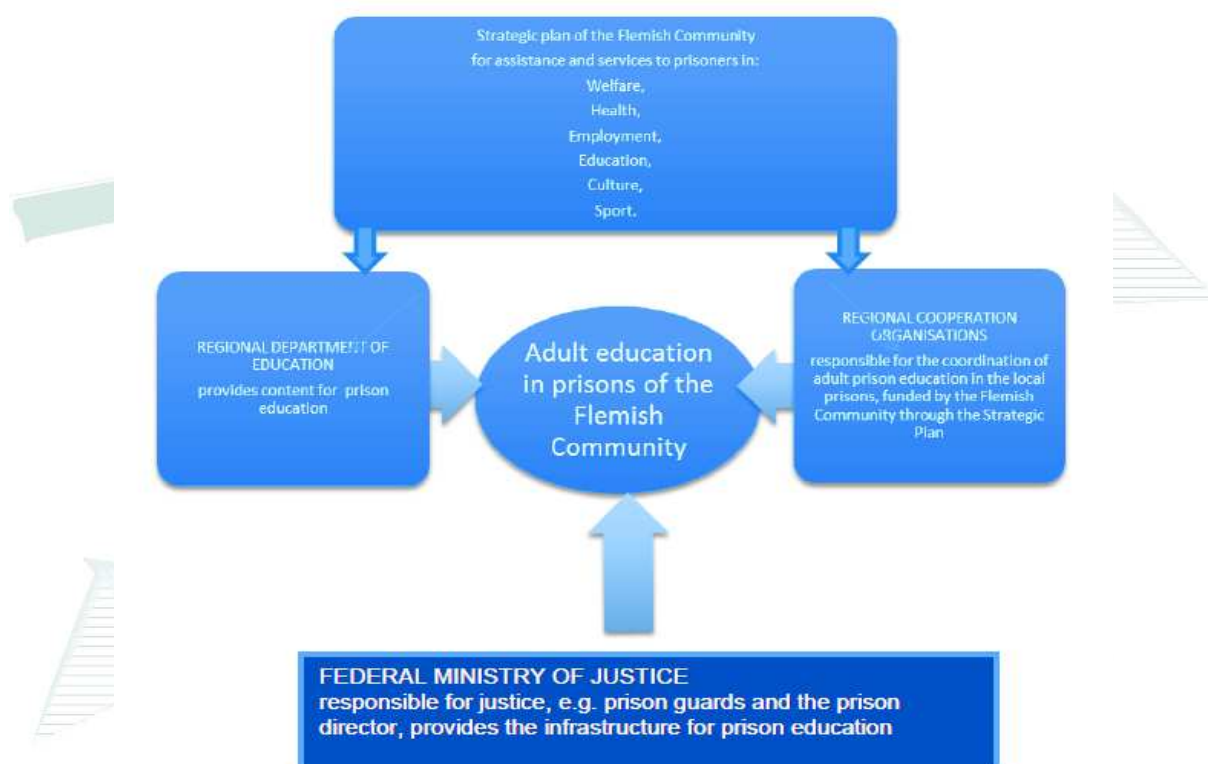 Strategic plan of the Flemish Community
for assistance and services to prisoners in:
Welfare,
Health,
Employment,
Education,
Culture,
Sport.
REGIONAL DEPARTMENT OF
EDUCATION
provides content for prison
education
Adult education
in prisons of the
Flemish
Community
REGIONAL COOPERATION
ORGANISATIONS
responsible for the coordination of
adult prison education in the local
prisons, funded by the Flemish
Community through the Strategic
Plan
FEDERAL MINISTRY OF JUSTICE
responsible for justice, e.g. prison guards and the prison
director, provides the infrastructure for prison education